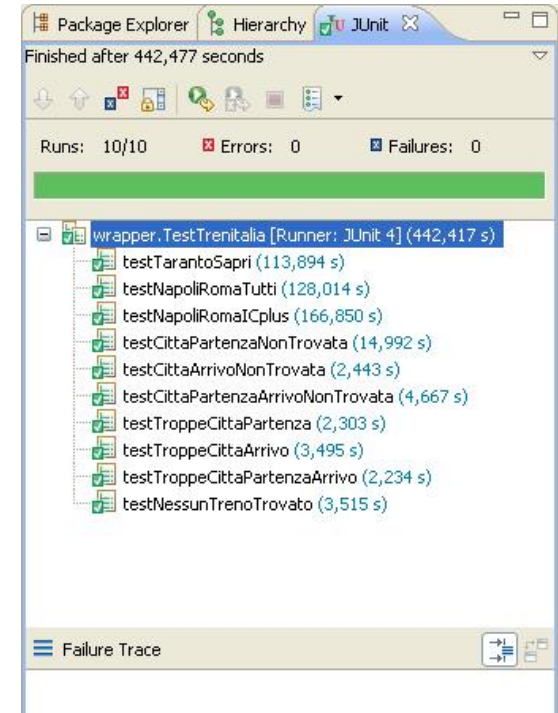 Package Explorer Hierarchy JUnit
Finished after 442,477 seconds
Runs: 10/10 Errors: 0 Failures: 0
wrapper.TestTrenitalia [Runner: JUnit 4] (442,417 s)
testTarantoSapri (113,894 s)
testNapoliRomaTutti (128,014 s)
testNapoliRomaICplus (166,850 s)
testCittaPartenzaNonTrovata (14,992 s)
testCittaArrivoNonTrovata (2,443 s)
testCittaPartenzaArrivoNonTrovata (4,667 s)
testTroppeCittaPartenza (2,303 s)
testTroppeCittaArrivo (3,495 s)
testTroppeCittaPartenzaArrivo (2,234 s)
testNessunTrenoTrovato (3,515 s)
Failure Trace